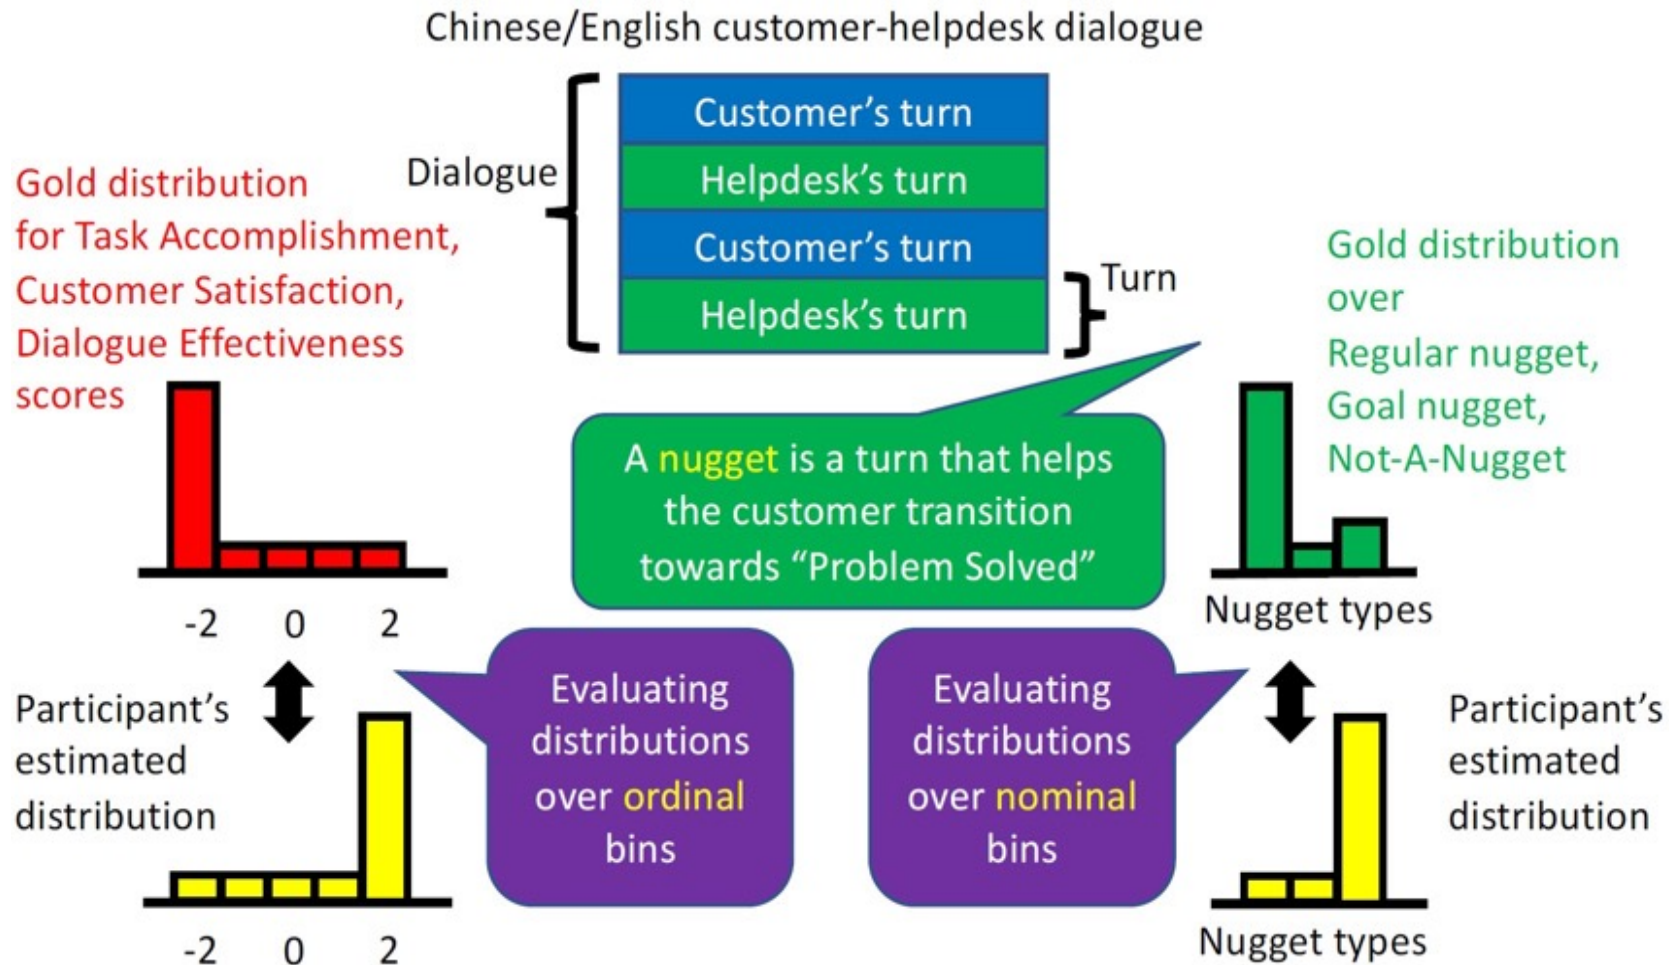 Chinese/English customer-helpdesk dialogue
Customer’s turn
Helpdesk’s turn
Customer’s turn
Helpdesk’s turn
Dialogue
Turn
Gold distribution
for Task Accomplishment,
Customer Satisfaction,
Dialogue Effectiveness
scores
-2 0 2
Gold distribution
over
Regular nugget,
Goal nugget,
Not-A-Nugget
Nugget types
A nugget is a turn that helps
the customer transition
towards “Problem Solved”
Participant’s
estimated
distribution
-2 0 2
Evaluating
distributions
over ordinal
bins
Evaluating
distributions
over nominal
bins
Participant’s
estimated
distribution
Nugget types